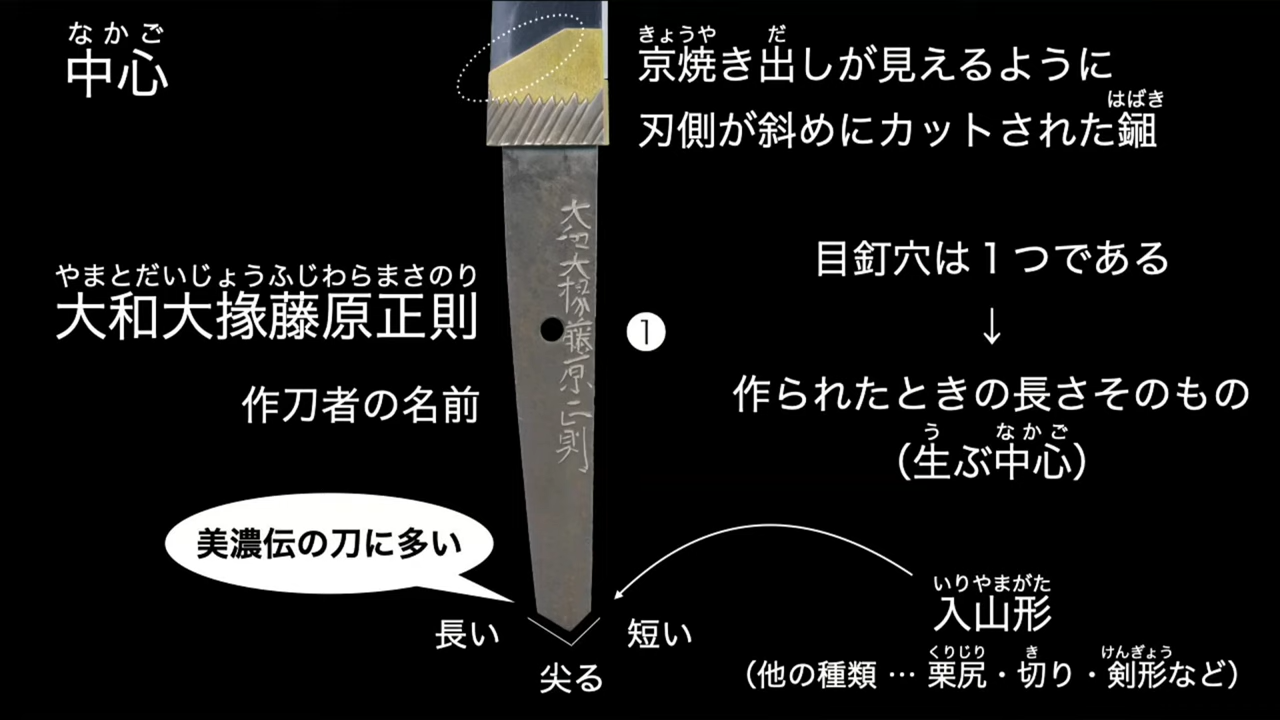 なかご
中心
きょうや だ
京焼き出しが見えるように
はばき
刃側が斜めにカットされた鎺
大和大掾藤原正則
やまとだいじょうふじわらまさのり
大和大掾藤原正則
作刀者の名前
❶
目釘穴は1つである
↓
作られたときの長さそのもの
う なかご
(生ぶ中心)
美濃伝の刀に多い
長い
短い
尖る
いりやまがた
入山形
くりじり き けんぎょう
(他の種類 … 栗尻・切り・剣形など)